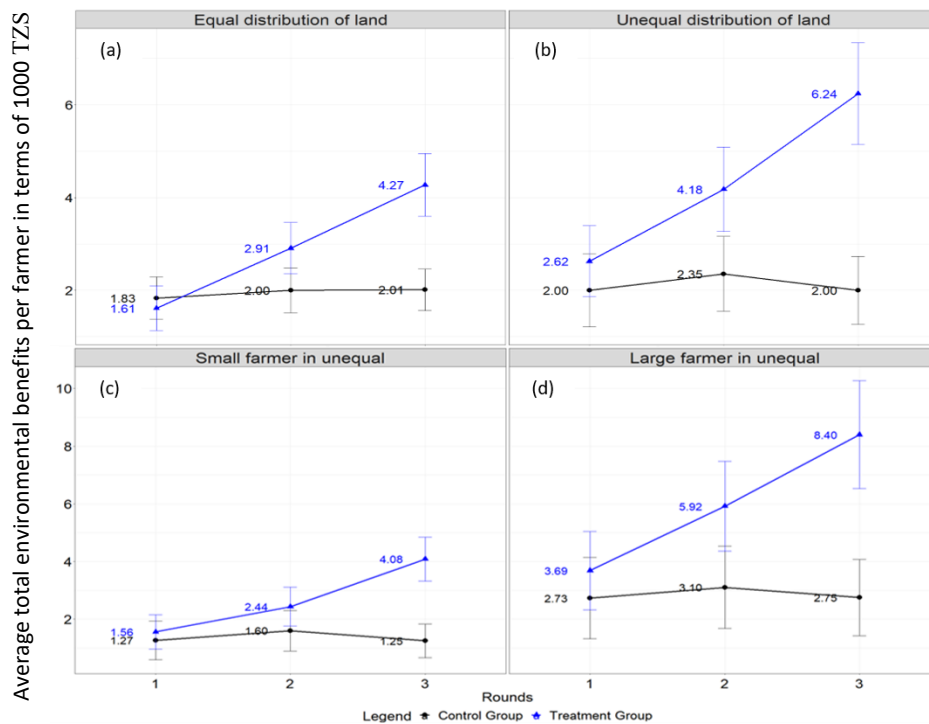 Average total environmental benefits per farmer in terms of 1000 TZS
Equal distribution of land
Unequal distribution of land
(a)
6
4
2
1.83
1.61
2.91
2.00
4.27
2.01
(b)
2.62
2.00
4.18
2.35
6.24
2.00
Small farmer in unequal
Large farmer in unequal
(c)
10
8
6
4
2
1.56
1.27
2.44
1.60
4.08
1.25
(d)
3.69
2.73
5.92
3.10
8.40
2.75
1 2 3 1 2 3
Rounds
Legend Control Group Treatment Group